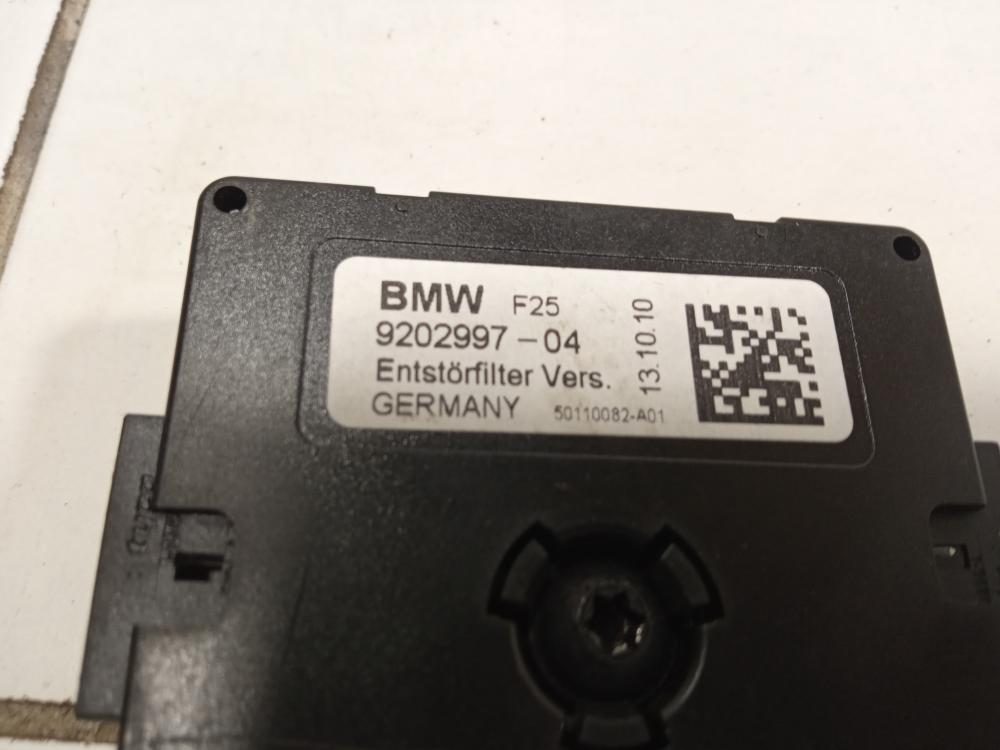 BMW F25
9202997-04
Entstörfilter Vers.
GERMANY 50110082-A01
13.10.10